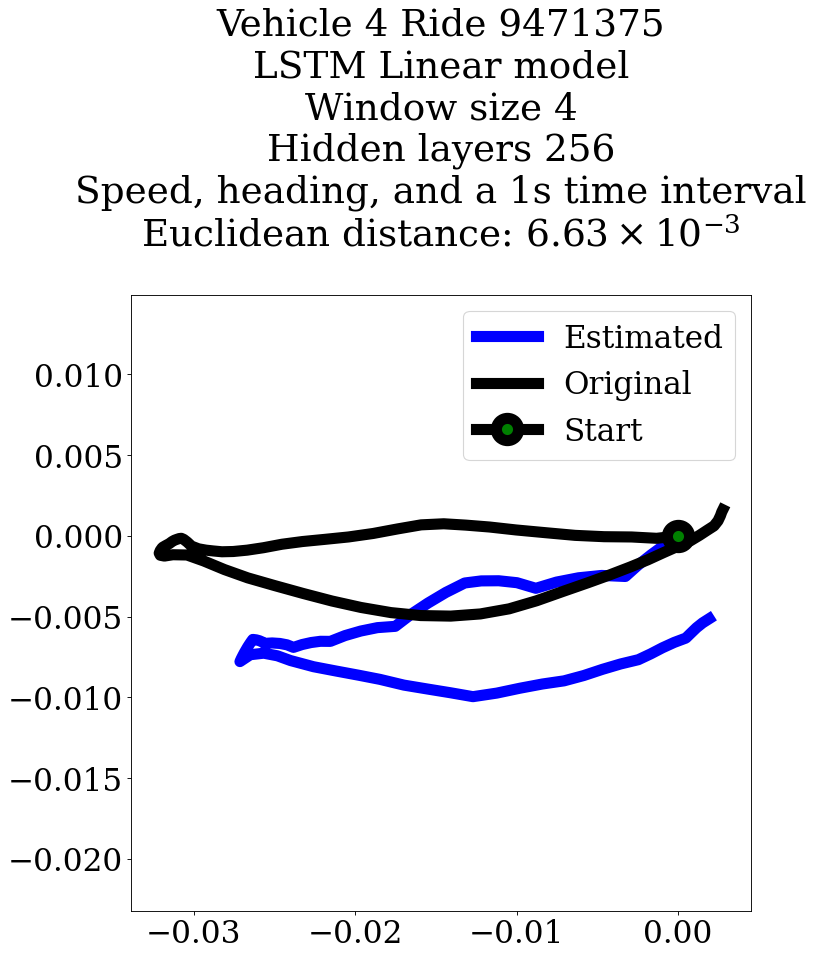 Vehicle 4 Ride 9471375
LSTM Linear model
Window size 4
Hidden layers 256
Speed, heading, and a 1s time interval
Euclidean distance: 6.63 × 10⁻³
Estimated
Original
Start
0.010
0.005
0.000
−0.005
−0.010
−0.015
−0.020
−0.03 −0.02 −0.01 0.00